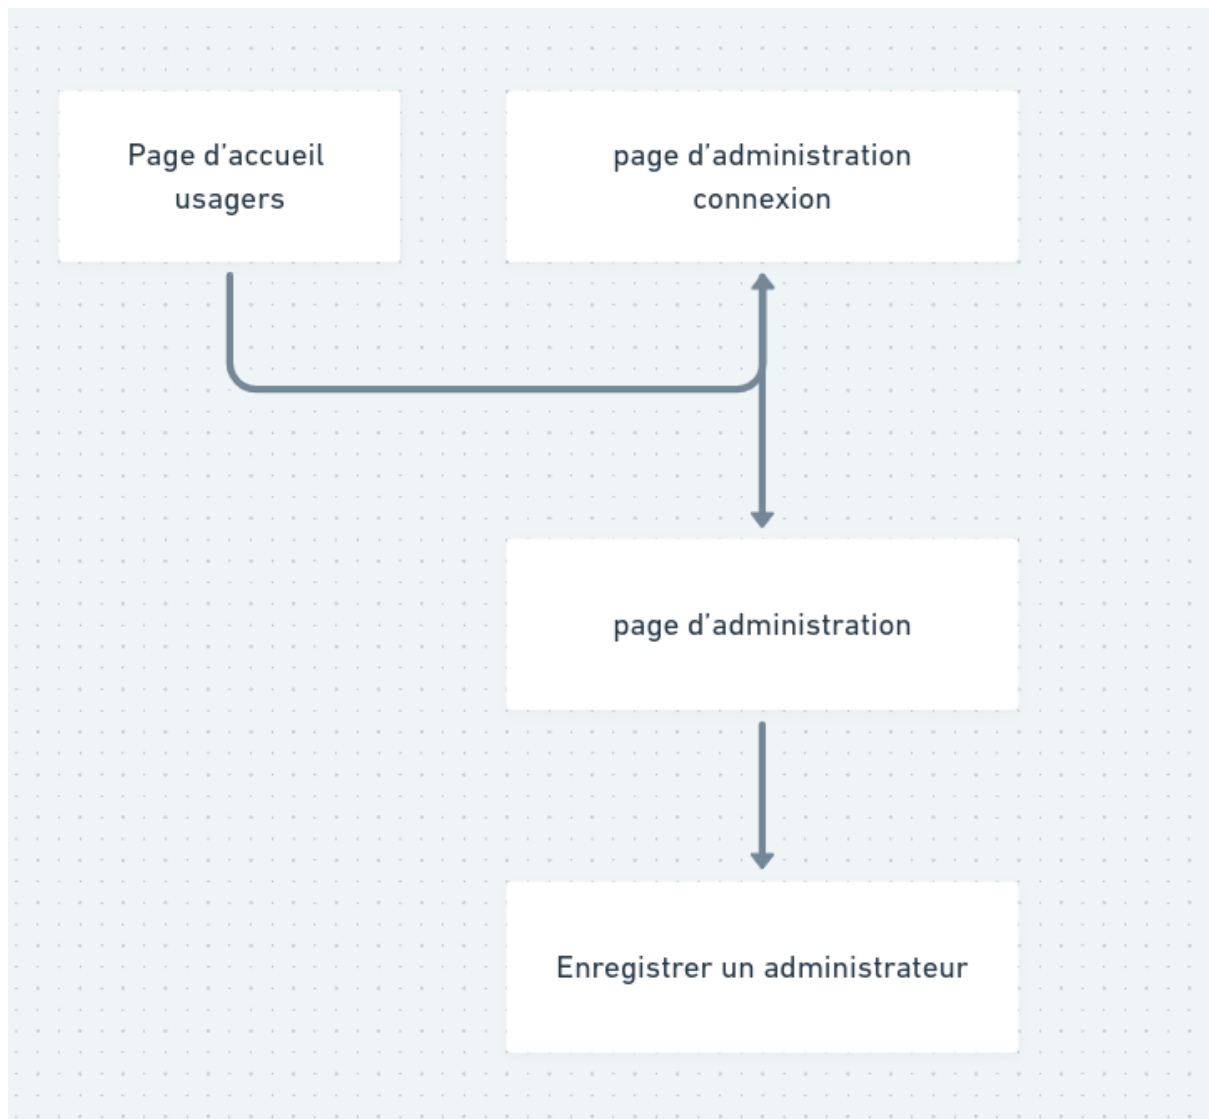 Page d’accueil
usagers
page d’administration
connexion
page d’administration
Enregistrer un administrateur